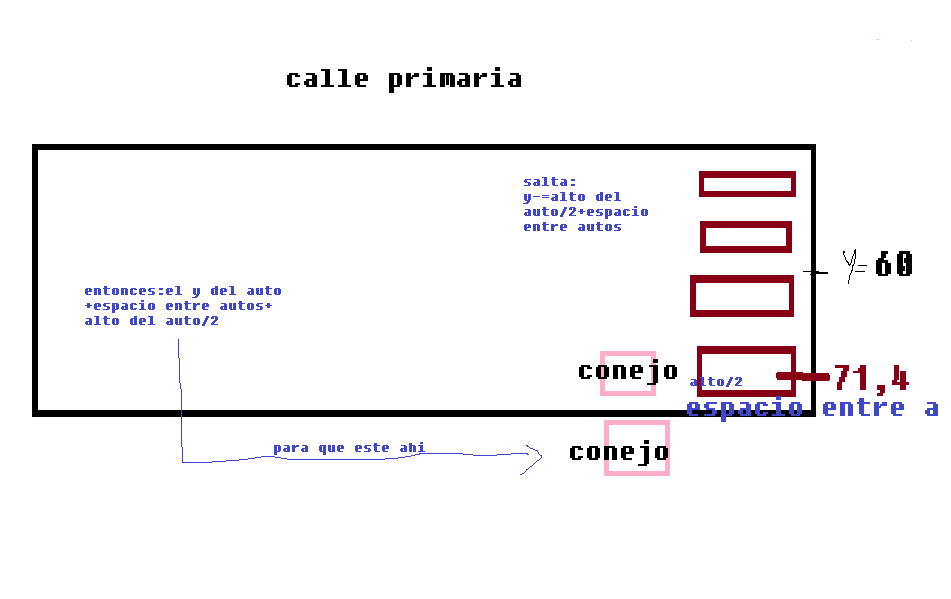 calle primaria
salta:
y-=alto del
auto/2+espacio
entre autos
Y=60
entonces:el y del auto
+espacio entre autos+
alto del auto/2
conejo
alto/2
71,4
espacio entre a
para que este ahi
conejo